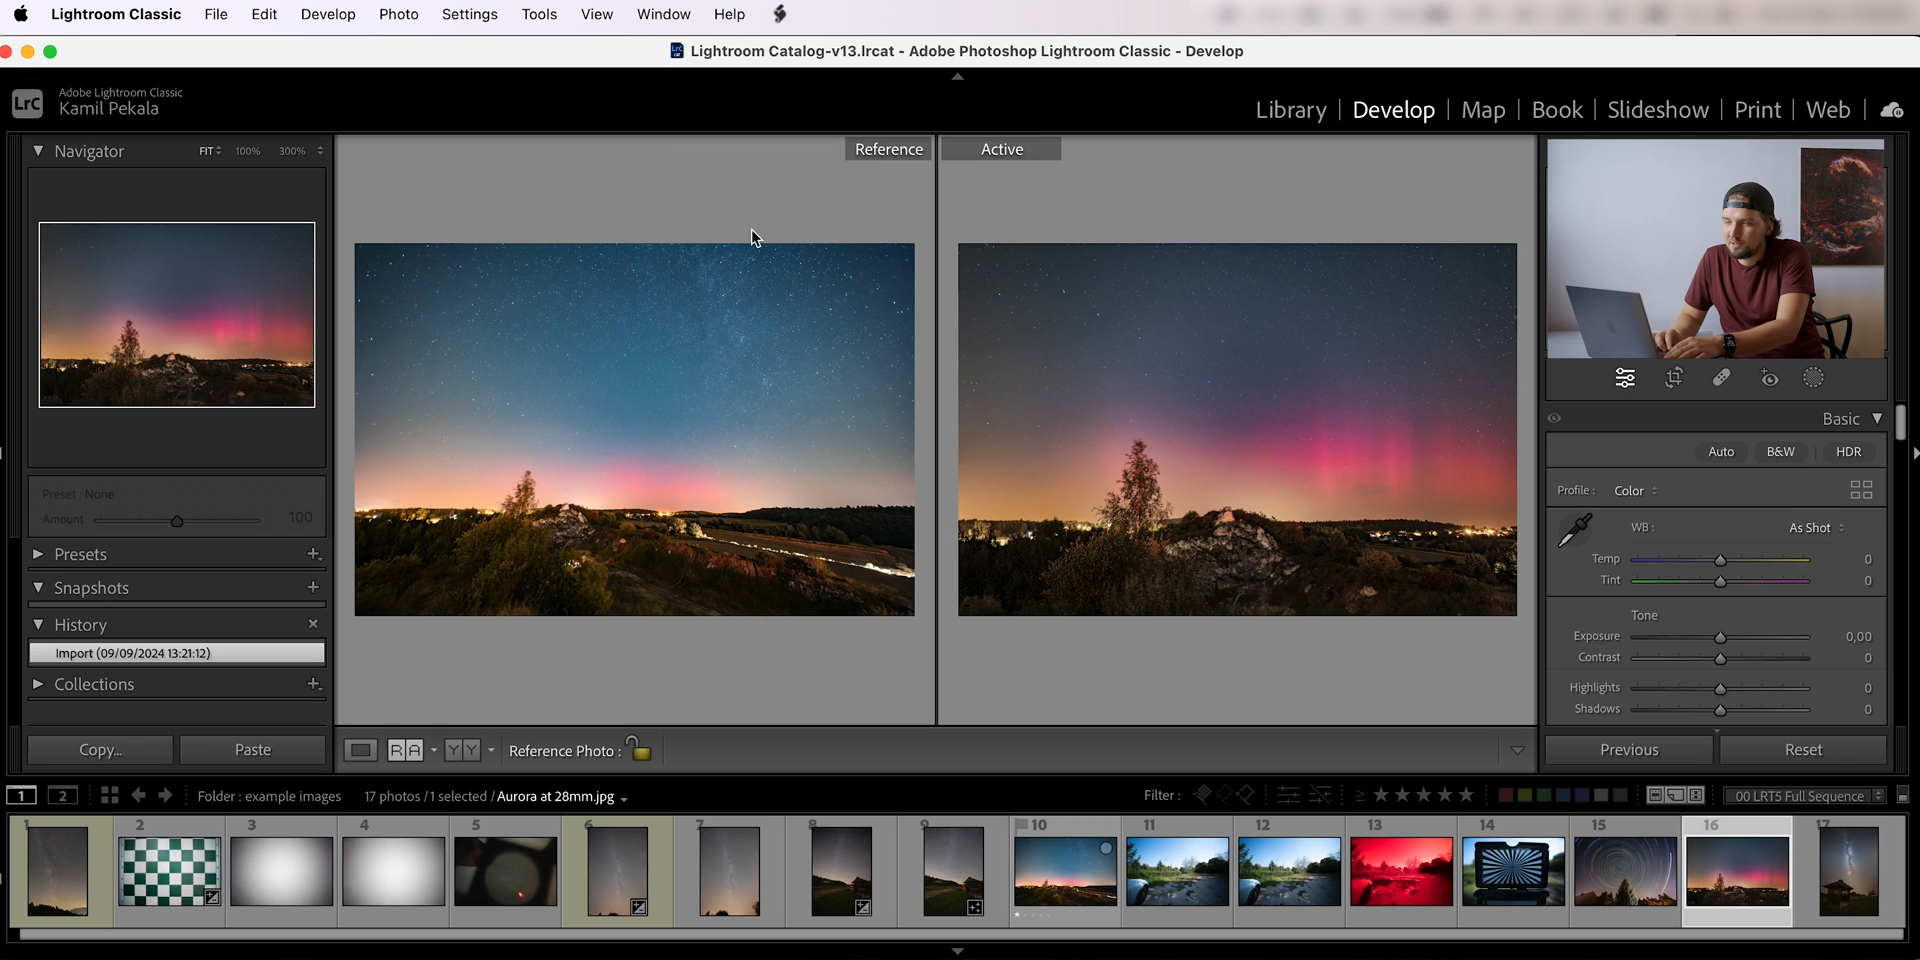 Lightroom Classic File Edit Develop Photo Settings Tools View Window Help
LrC Lightroom Catalog-v13.lrcat - Adobe Photoshop Lightroom Classic - Develop
LrC Adobe Lightroom Classic
Kamil Pekala
Library | Develop | Map | Book | Slideshow | Print | Web |
Navigator FIT 100% 300%
Reference
Active
Preset : None
Amount 100
Presets
Snapshots
History
Import (09/09/2024 13:21:12)
Collections
Copy... Paste
RA YY Reference Photo :
Basic
Auto B&W HDR
Profile : Color
WB : As Shot
Temp 0
Tint 0
Tone
Exposure 0,00
Contrast 0
Highlights 0
Shadows 0
Previous Reset
1 2 Folder : example images 17 photos / 1 selected / Aurora at 28mm.jpg Filter : ≥ ★★★★★ 00 LRT5 Full Sequence
1 2 3 4 5 6 7 8 9 10 11 12 13 14 15 16 17